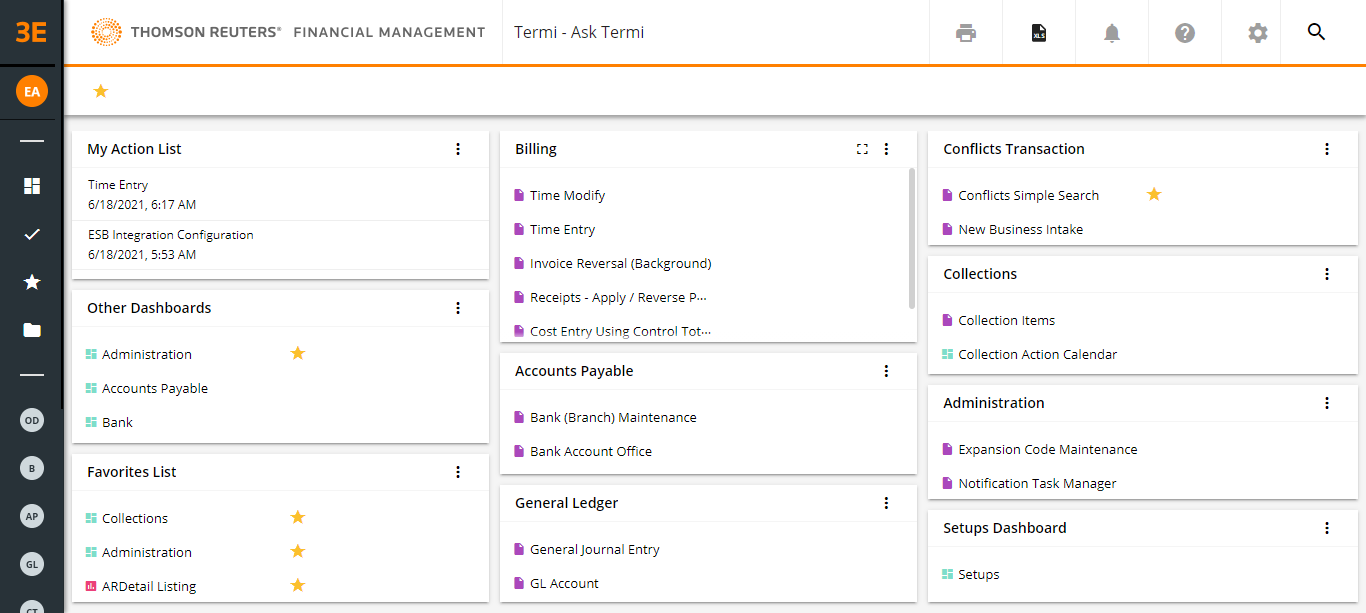 3E
THOMSON REUTERS® FINANCIAL MANAGEMENT
Termi - Ask Termi
XLS
EA
My Action List
Time Entry
6/18/2021, 6:17 AM
ESB Integration Configuration
6/18/2021, 5:53 AM
Other Dashboards
Administration
Accounts Payable
Bank
Favorites List
Collections
Administration
ARDetail Listing
Billing
Time Modify
Time Entry
Invoice Reversal (Background)
Receipts - Apply / Reverse P...
Cost Entry Using Control Tot...
Accounts Payable
Bank (Branch) Maintenance
Bank Account Office
General Ledger
General Journal Entry
GL Account
Conflicts Transaction
Conflicts Simple Search
New Business Intake
Collections
Collection Items
Collection Action Calendar
Administration
Expansion Code Maintenance
Notification Task Manager
Setups Dashboard
Setups
OD
B
AP
GL
CT